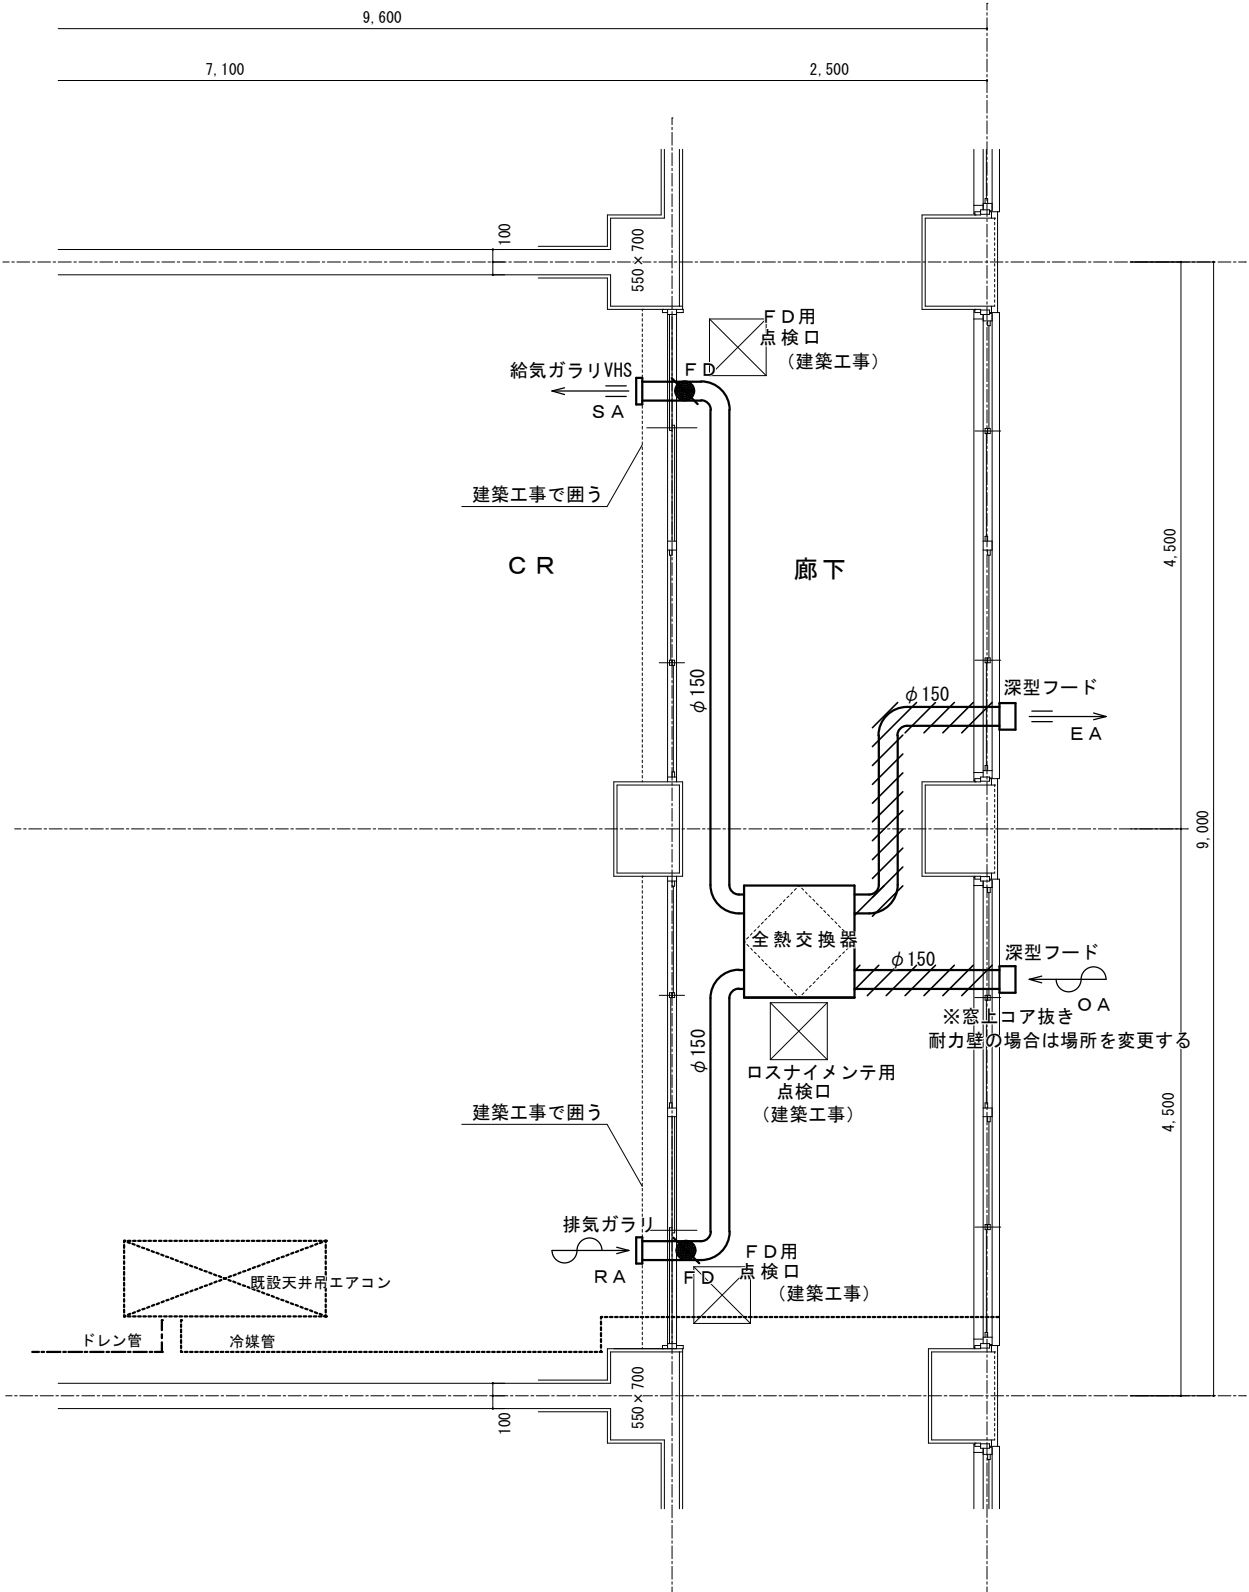 9,600
7,100
2,500
100
550×700
FD用
点検口
(建築工事)
給気ガラリVHS
FD
SA
建築工事で囲う
CR
廊下
4,500
φ150
φ150
深型フード
EA
9,000
全熱交換器
φ150
深型フード
OA
※窓上コア抜き
耐力壁の場合は場所を変更する
φ150
ロスナイメンテ用
点検口
(建築工事)
建築工事で囲う
4,500
排気ガラリ
RA
FD
FD用
点検口
(建築工事)
既設天井吊エアコン
ドレン管
冷媒管
550×700
100